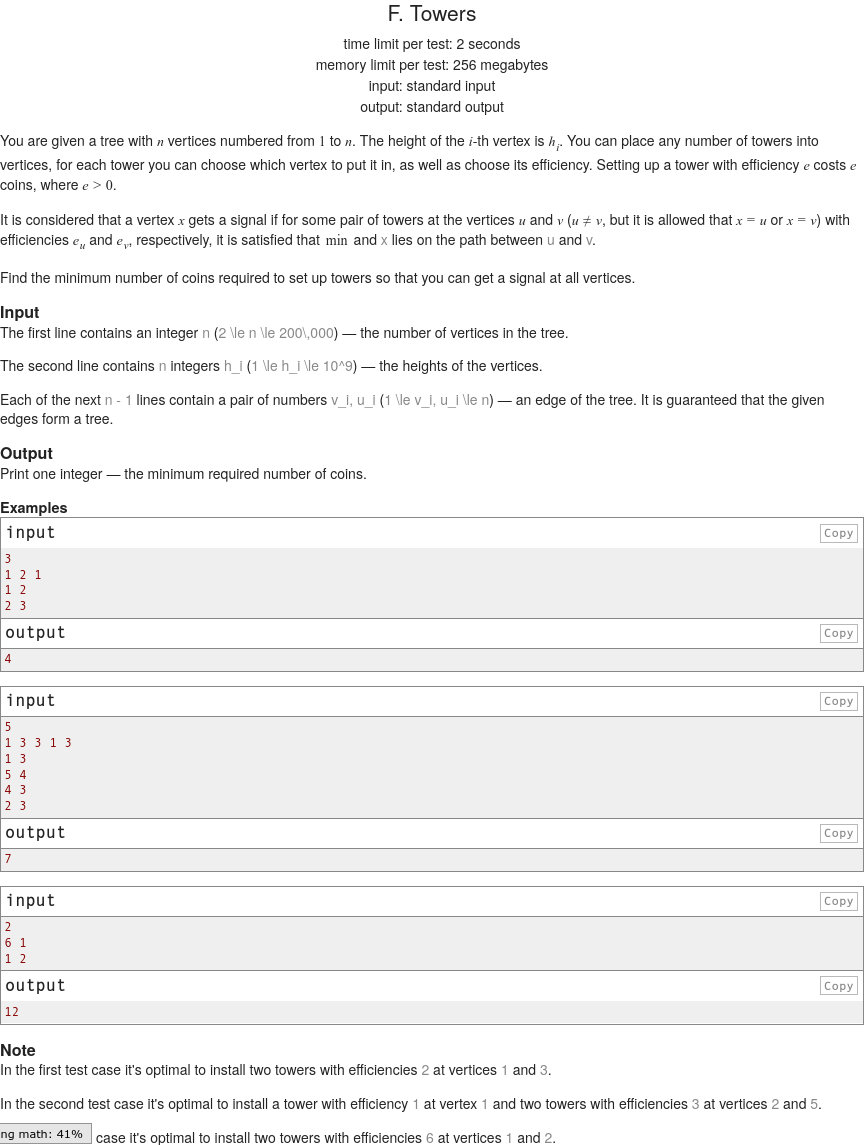 F. Towers
time limit per test: 2 seconds
memory limit per test: 256 megabytes
input: standard input
output: standard output
You are given a tree with n vertices numbered from 1 to n. The height of the i-th vertex is h_i. You can place any number of towers into
vertices, for each tower you can choose which vertex to put it in, as well as choose its efficiency. Setting up a tower with efficiency e costs e
coins, where e > 0.
It is considered that a vertex x gets a signal if for some pair of towers at the vertices u and v (u ≠ v, but it is allowed that x = u or x = v) with
efficiencies e_u and e_v, respectively, it is satisfied that min and x lies on the path between u and v.
Find the minimum number of coins required to set up towers so that you can get a signal at all vertices.
Input
The first line contains an integer n (2 \le n \le 200\,000) — the number of vertices in the tree.
The second line contains n integers h_i (1 \le h_i \le 10^9) — the heights of the vertices.
Each of the next n - 1 lines contain a pair of numbers v_i, u_i (1 \le v_i, u_i \le n) — an edge of the tree. It is guaranteed that the given
edges form a tree.
Output
Print one integer — the minimum required number of coins.
Examples
input Copy
3
1 2 1
1 2
2 3
output Copy
4
input Copy
5
1 3 3 1 3
1 3
5 4
4 3
2 3
output Copy
7
input Copy
2
6 1
1 2
output Copy
12
Note
In the first test case it's optimal to install two towers with efficiencies 2 at vertices 1 and 3.
In the second test case it's optimal to install a tower with efficiency 1 at vertex 1 and two towers with efficiencies 3 at vertices 2 and 5.
ng math: 41% case it's optimal to install two towers with efficiencies 6 at vertices 1 and 2.